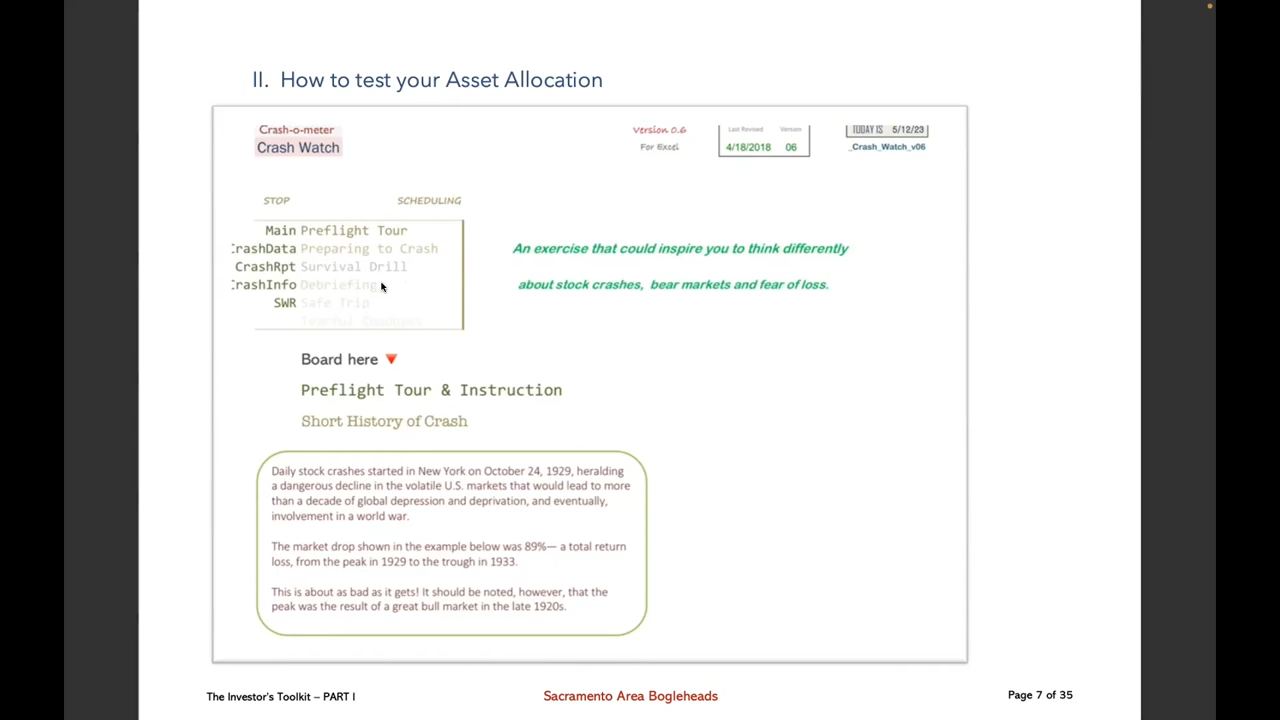 II. How to test your Asset Allocation
Crash-o-meter
Crash Watch
Version 0.6
For Excel
Last Revised Version
4/18/2018 06
TODAY IS 5/12/23
_Crash_Watch_v06
STOP SCHEDULING
Main Preflight Tour
CrashData Preparing to Crash
CrashRpt Survival Drill
CrashInfo Debriefing
SWR Safe Trip
Tearful Goodbyes
An exercise that could inspire you to think differently
about stock crashes, bear markets and fear of loss.
Board here
Preflight Tour & Instruction
Short History of Crash
Daily stock crashes started in New York on October 24, 1929, heralding
a dangerous decline in the volatile U.S. markets that would lead to more
than a decade of global depression and deprivation, and eventually,
involvement in a world war.
The market drop shown in the example below was 89%— a total return
loss, from the peak in 1929 to the trough in 1933.
This is about as bad as it gets! It should be noted, however, that the
peak was the result of a great bull market in the late 1920s.
The Investor's Toolkit – PART I
Sacramento Area Bogleheads
Page 7 of 35